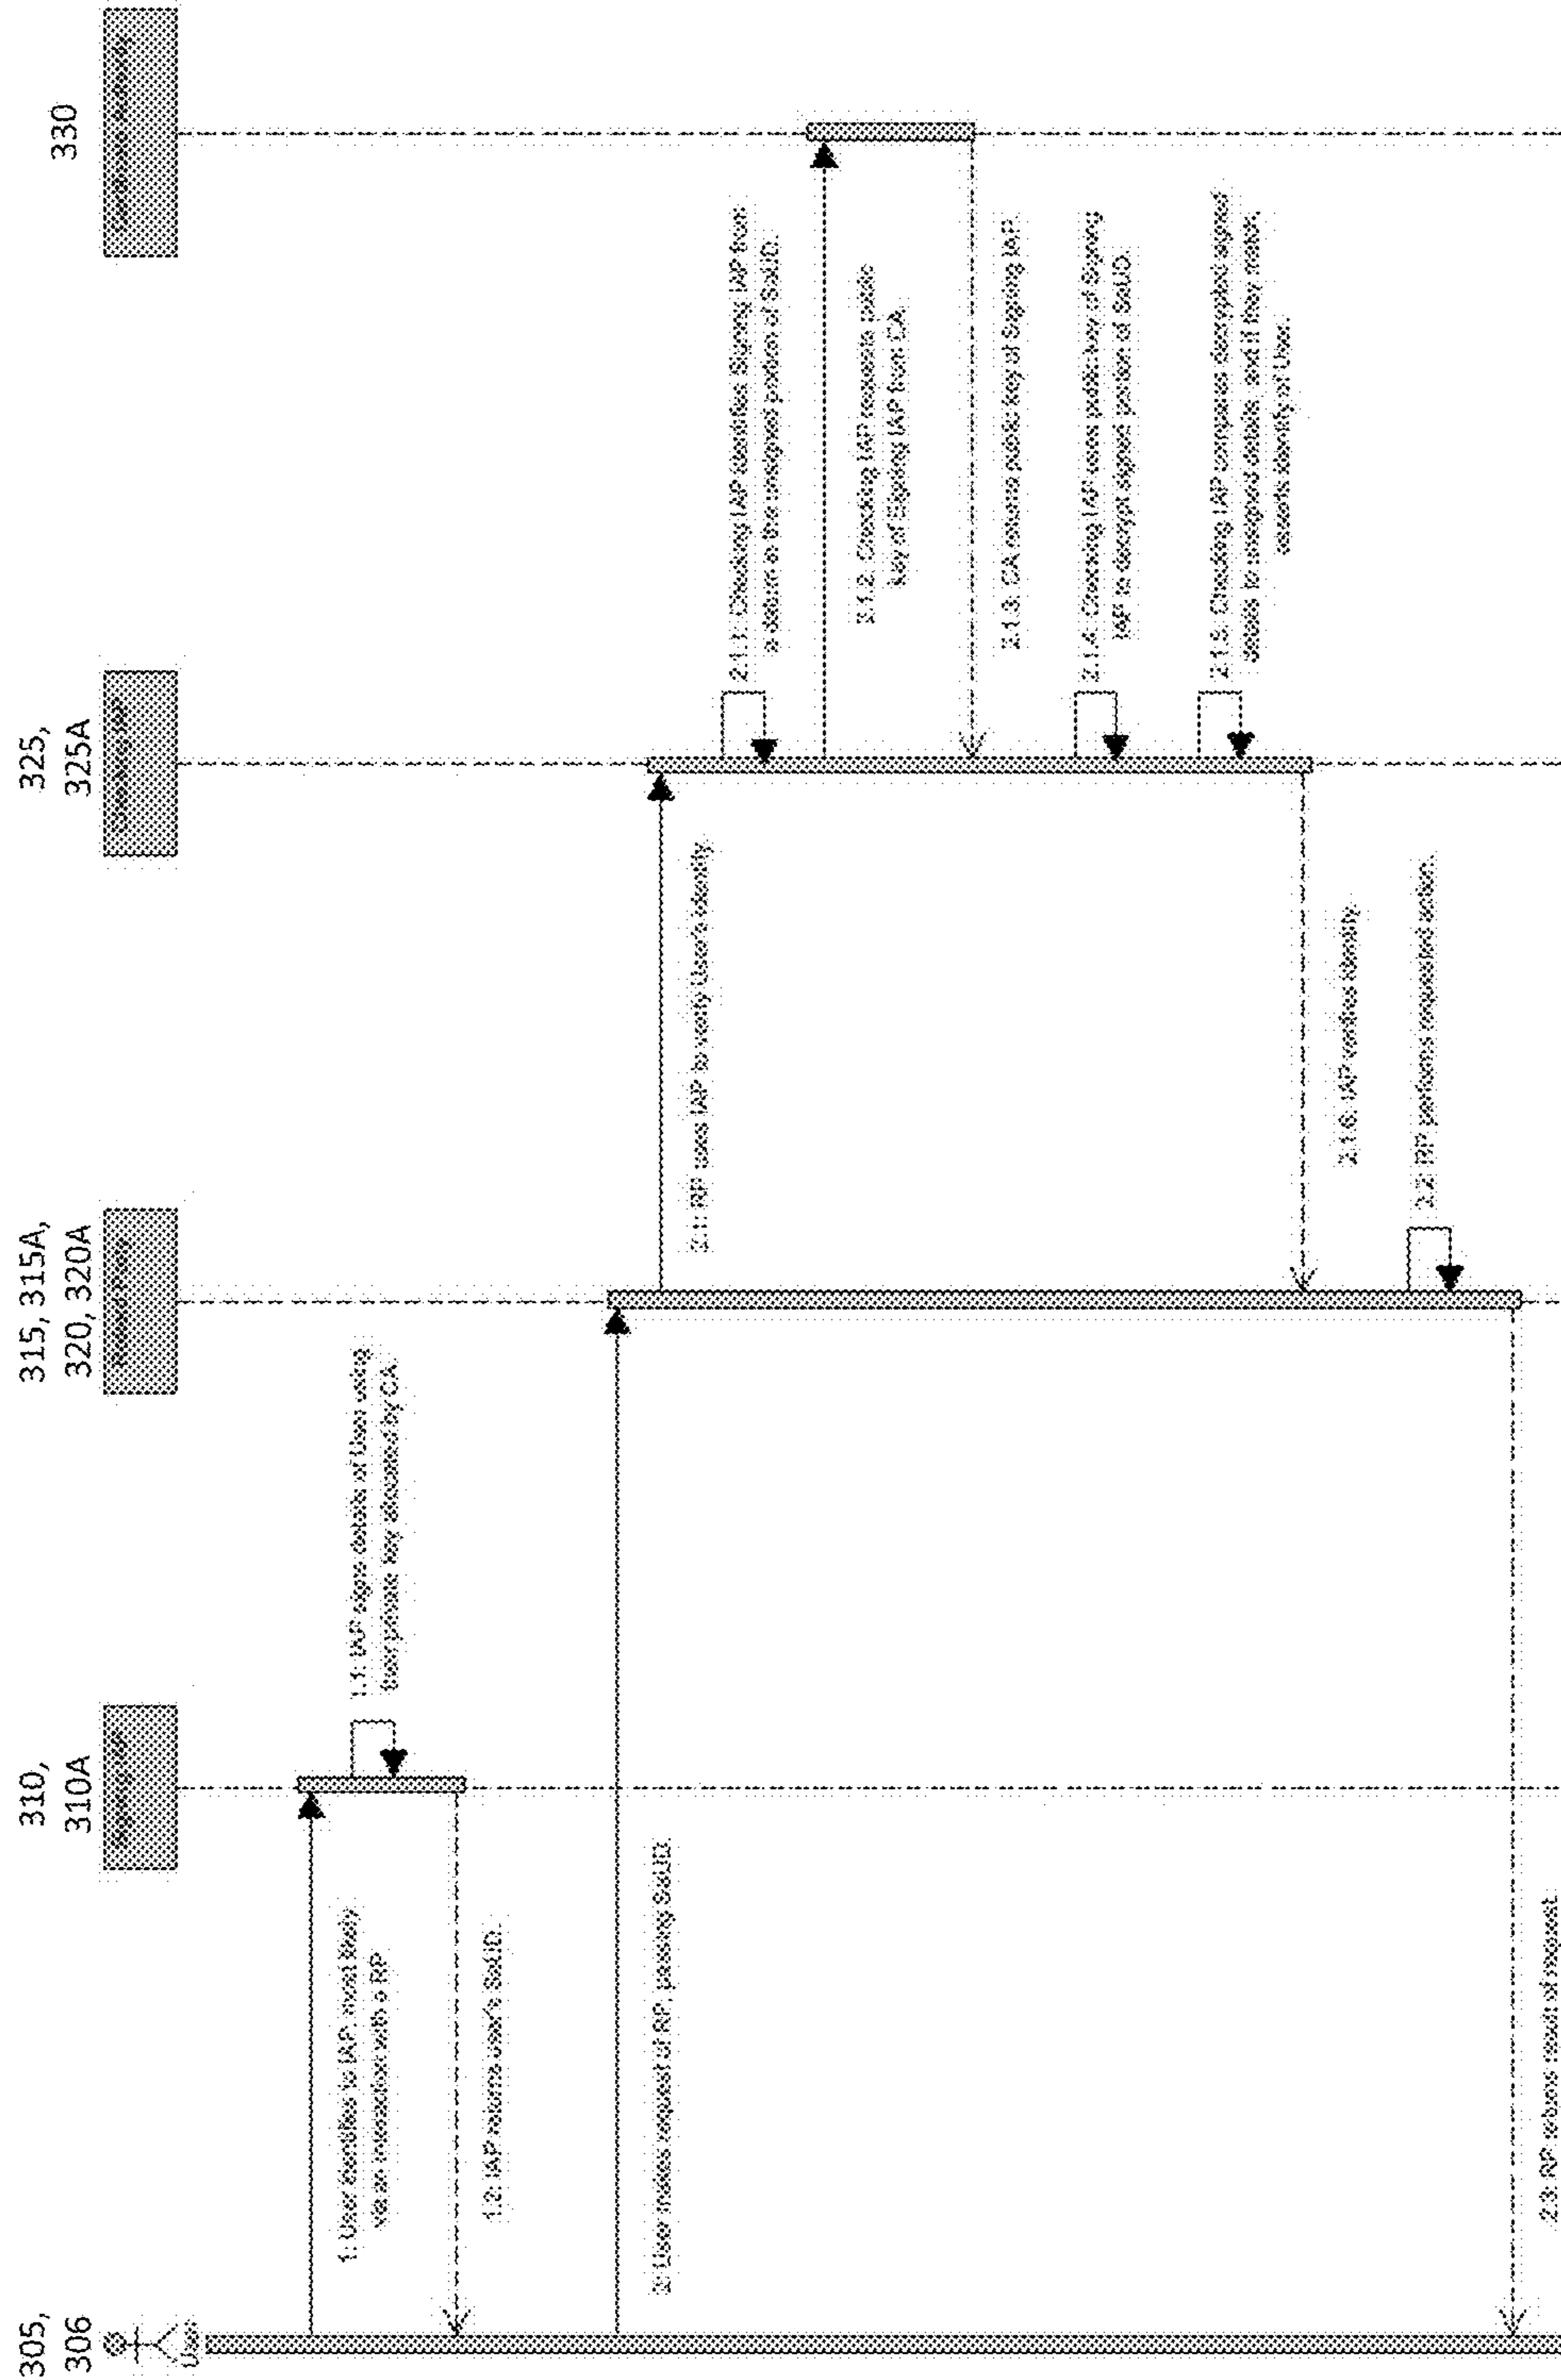 305,
306
User
310,
310A
Signing IAP
315, 315A,
320, 320A
325,
325A
330
1: User identifies to IAP, most likely
via an interaction with a RP
1.1: IAP signs details of User using
key allocated by CA
1.2: IAP returns user's SoLID.
2: User makes request of RP, passing SoLID
2.1: RP uses IAP to verify User's identity
2.1.1: Checking IAP identifies Signing IAP from
a datum in the unsigned portion of SoLID.
2.1.2: Checking IAP requests public
key of Signing IAP from CA
2.1.3: CA returns public key of Signing IAP.
2.1.4: Checking IAP uses public key of Signing
IAP to decrypt signed portion of SoLID.
2.1.5: Checking IAP compares decrypted signed
details to unsigned details, and if they match,
asserts identity of User.
2.1.6: IAP verifies identity
2.2: RP performs requested action.
2.3: RP returns result of request.